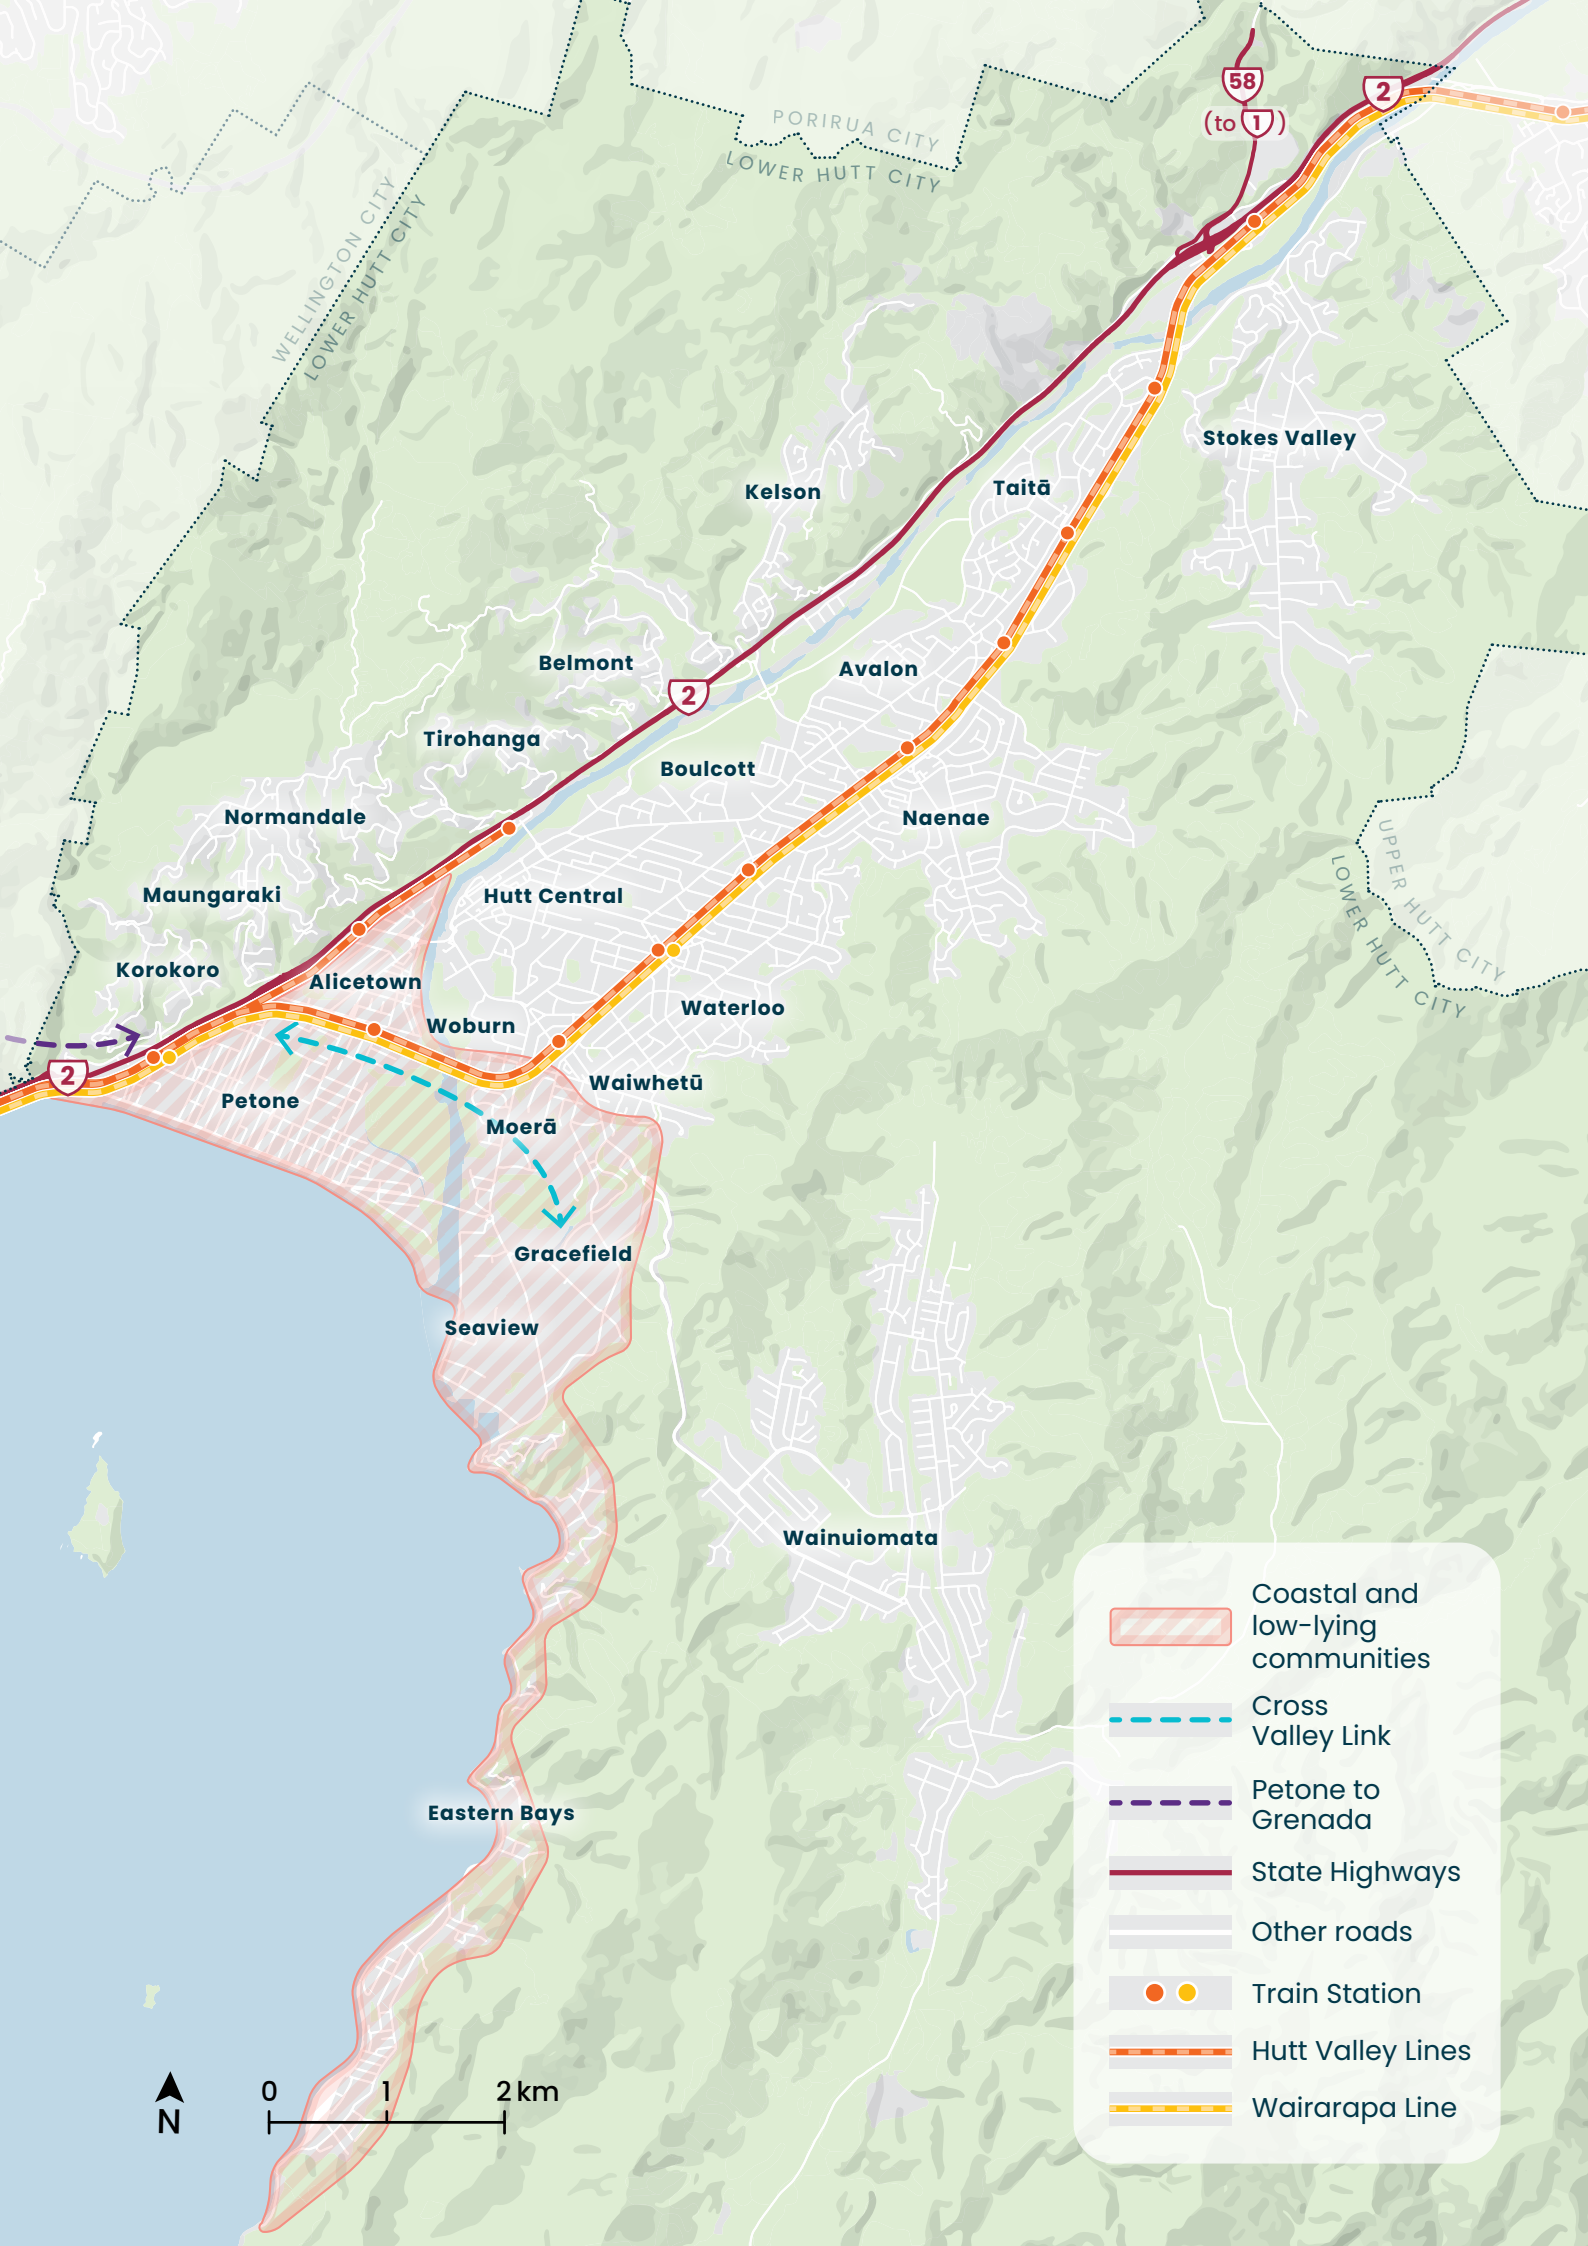 58
2
(to 1)
PORIRUA CITY
LOWER HUTT CITY
WELLINGTON CITY
LOWER HUTT CITY
Stokes Valley
Kelson
Taitā
Belmont
Avalon
2
Tirohanga
Boulcott
Normandale
Naenae
UPPER HUTT CITY
LOWER HUTT CITY
Maungaraki
Hutt Central
Korokoro
Alicetown
Waterloo
Woburn
2
Waiwhetū
Petone
Moerā
Gracefield
Seaview
Wainuiomata
Eastern Bays
Coastal and
low-lying
communities
Cross
Valley Link
Petone to
Grenada
State Highways
Other roads
Train Station
Hutt Valley Lines
Wairarapa Line
0 1 2 km
N